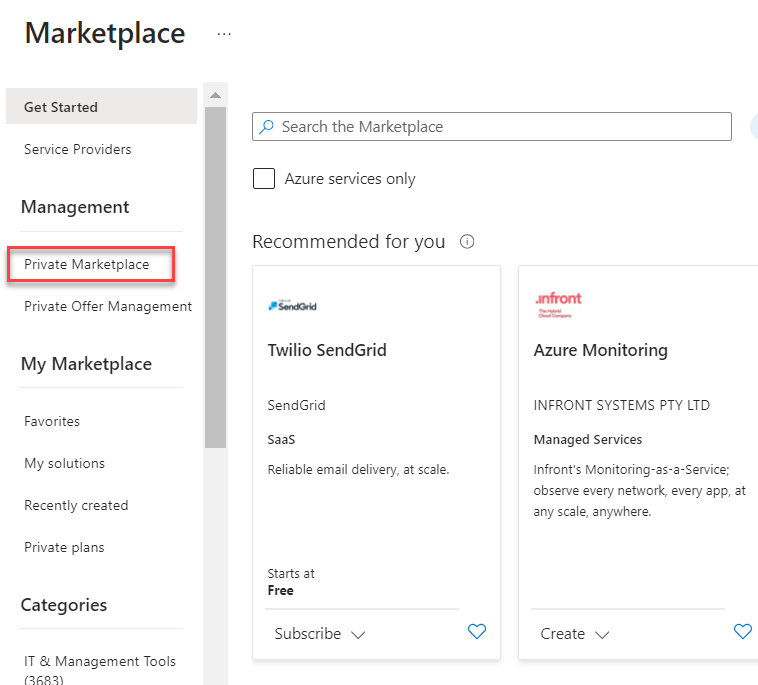 Marketplace ...
Get Started
Service Providers
Management
Private Marketplace
Private Offer Management
My Marketplace
Favorites
My solutions
Recently created
Private plans
Categories
IT & Management Tools
(3683)
Search the Marketplace
Azure services only
Recommended for you
SendGrid
Twilio SendGrid
SendGrid
SaaS
Reliable email delivery, at scale.
Starts at
Free
Subscribe
.infront
The Hybrid
Cloud Company
Azure Monitoring
INFRONT SYSTEMS PTY LTD
Managed Services
Infront's Monitoring-as-a-Service;
observe every network, every app, at
any scale, anywhere.
Create